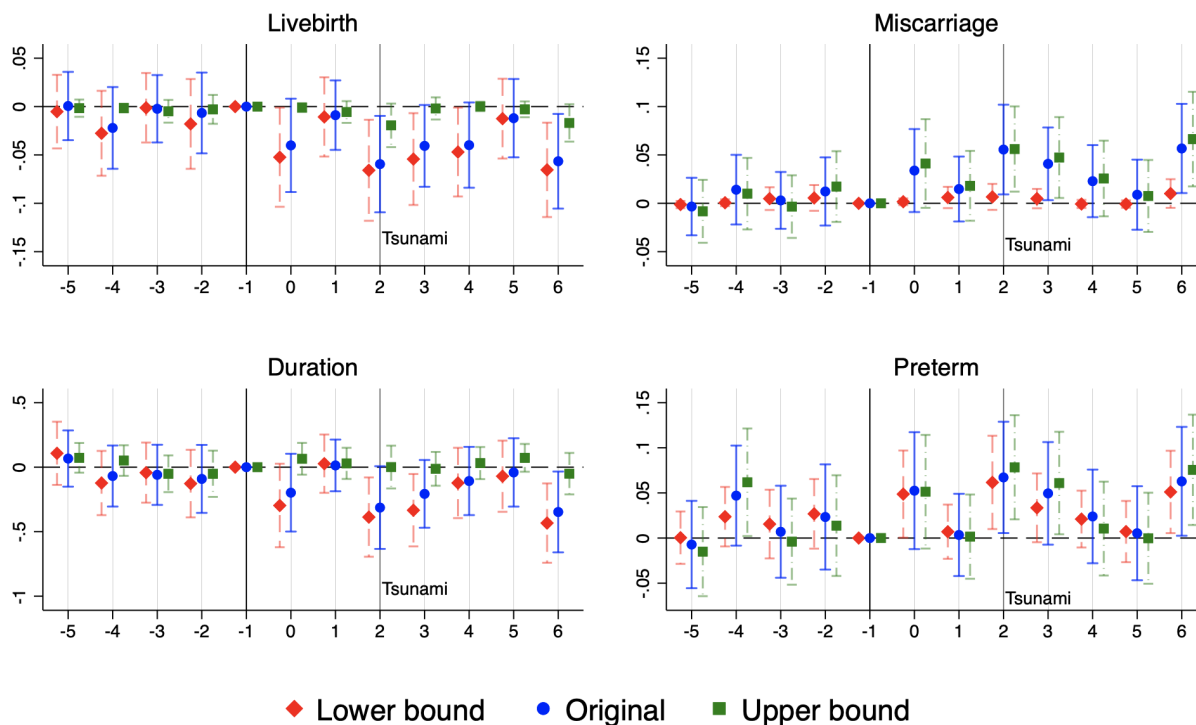 Livebirth
.05
0
-.05
-.1
-.15
Tsunami
-5 -4 -3 -2 -1 0 1 2 3 4 5 6
Miscarriage
.15
.1
.05
0
-.05
Tsunami
-5 -4 -3 -2 -1 0 1 2 3 4 5 6
Duration
.5
0
-.5
-1
Tsunami
-5 -4 -3 -2 -1 0 1 2 3 4 5 6
Preterm
.15
.1
.05
0
-.05
Tsunami
-5 -4 -3 -2 -1 0 1 2 3 4 5 6
Lower bound Original Upper bound